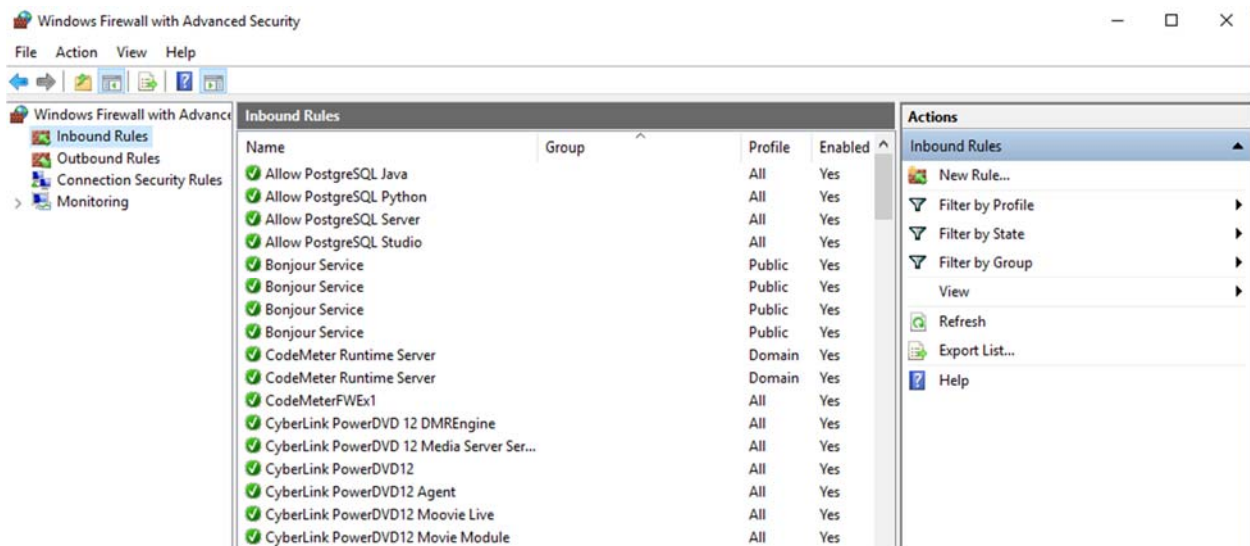 Windows Firewall with Advanced Security
File Action View Help
Windows Firewall with Advance
Inbound Rules
Outbound Rules
Connection Security Rules
Monitoring
Inbound Rules
Name Group Profile Enabled
Allow PostgreSQL Java All Yes
Allow PostgreSQL Python All Yes
Allow PostgreSQL Server All Yes
Allow PostgreSQL Studio All Yes
Bonjour Service Public Yes
Bonjour Service Public Yes
Bonjour Service Public Yes
Bonjour Service Public Yes
CodeMeter Runtime Server Domain Yes
CodeMeter Runtime Server Domain Yes
CodeMeterFWEx1 All Yes
CyberLink PowerDVD 12 DMREngine All Yes
CyberLink PowerDVD 12 Media Server Ser... All Yes
CyberLink PowerDVD12 All Yes
CyberLink PowerDVD12 Agent All Yes
CyberLink PowerDVD12 Moovie Live All Yes
CyberLink PowerDVD12 Movie Module All Yes
Actions
Inbound Rules
New Rule...
Filter by Profile
Filter by State
Filter by Group
View
Refresh
Export List...
Help